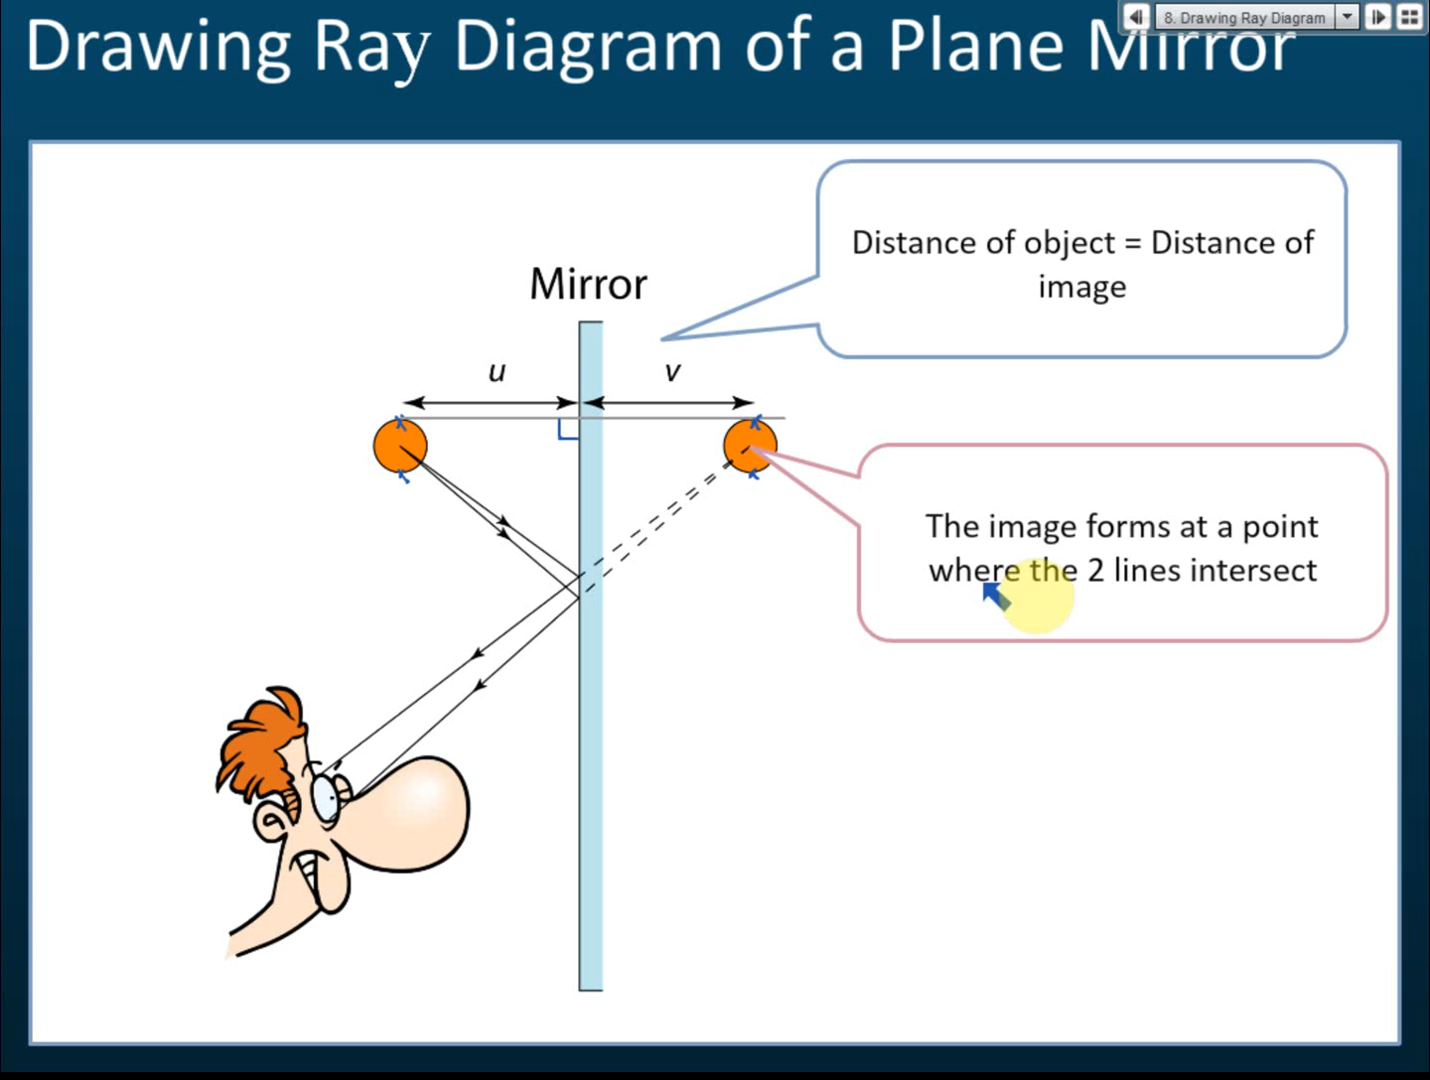 8. Drawing Ray Diagram
Drawing Ray Diagram of a Plane Mirror
Distance of object = Distance of
image
Mirror
u
v
The image forms at a point
where the 2 lines intersect